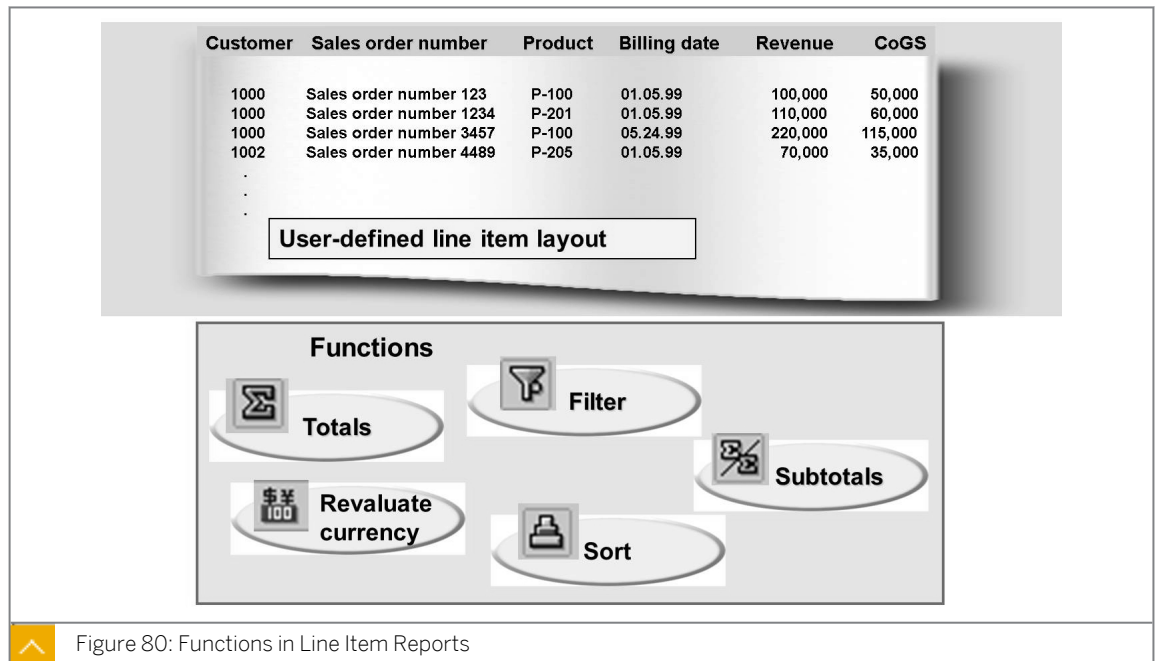 Customer Sales order number Product Billing date Revenue CoGS
1000 Sales order number 123 P-100 01.05.99 100,000 50,000
1000 Sales order number 1234 P-201 01.05.99 110,000 60,000
1000 Sales order number 3457 P-100 05.24.99 220,000 115,000
1002 Sales order number 4489 P-205 01.05.99 70,000 35,000
.
.
.
User-defined line item layout
Functions
Σ Totals
Filter
Σ/Σ Subtotals
$¥
100
Revaluate
currency
Sort
Figure 80: Functions in Line Item Reports